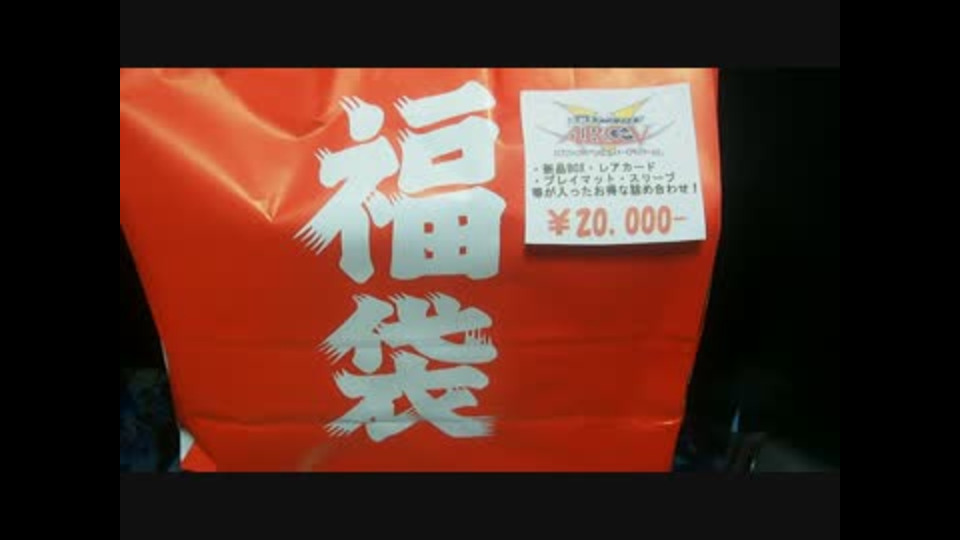 福袋
ARC-V
・新品BOX・レアカード
・プレイマット・スリーブ
等が入ったお得な詰め合わせ！
￥20,000-